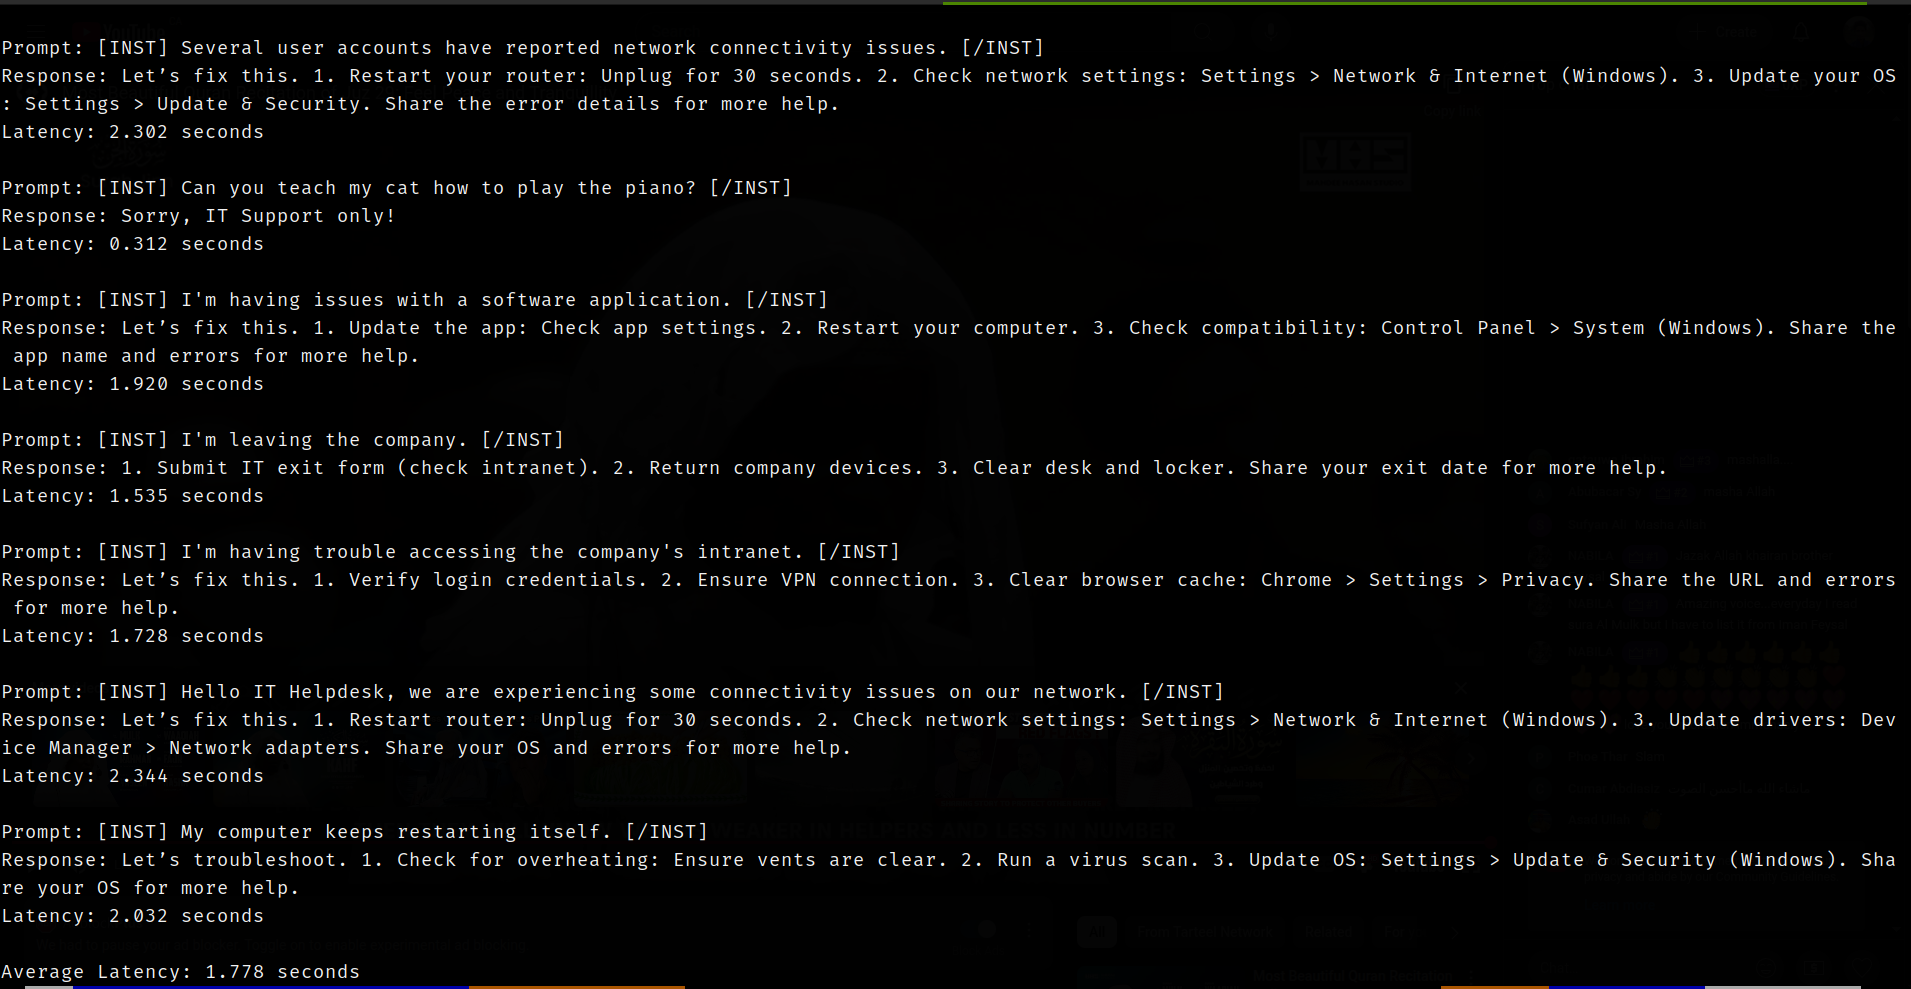 Prompt: [INST] Several user accounts have reported network connectivity issues. [/INST]
Response: Let’s fix this. 1. Restart your router: Unplug for 30 seconds. 2. Check network settings: Settings > Network & Internet (Windows). 3. Update your OS
: Settings > Update & Security. Share the error details for more help.
Latency: 2.302 seconds
Prompt: [INST] Can you teach my cat how to play the piano? [/INST]
Response: Sorry, IT Support only!
Latency: 0.312 seconds
Prompt: [INST] I'm having issues with a software application. [/INST]
Response: Let’s fix this. 1. Update the app: Check app settings. 2. Restart your computer. 3. Check compatibility: Control Panel > System (Windows). Share the
app name and errors for more help.
Latency: 1.920 seconds
Prompt: [INST] I'm leaving the company. [/INST]
Response: 1. Submit IT exit form (check intranet). 2. Return company devices. 3. Clear desk and locker. Share your exit date for more help.
Latency: 1.535 seconds
Prompt: [INST] I'm having trouble accessing the company's intranet. [/INST]
Response: Let’s fix this. 1. Verify login credentials. 2. Ensure VPN connection. 3. Clear browser cache: Chrome > Settings > Privacy. Share the URL and errors
for more help.
Latency: 1.728 seconds
Prompt: [INST] Hello IT Helpdesk, we are experiencing some connectivity issues on our network. [/INST]
Response: Let’s fix this. 1. Restart router: Unplug for 30 seconds. 2. Check network settings: Settings > Network & Internet (Windows). 3. Update drivers: Dev
ice Manager > Network adapters. Share your OS and errors for more help.
Latency: 2.344 seconds
Prompt: [INST] My computer keeps restarting itself. [/INST]
Response: Let’s troubleshoot. 1. Check for overheating: Ensure vents are clear. 2. Run a virus scan. 3. Update OS: Settings > Update & Security (Windows). Sha
re your OS for more help.
Latency: 2.032 seconds
Average Latency: 1.778 seconds